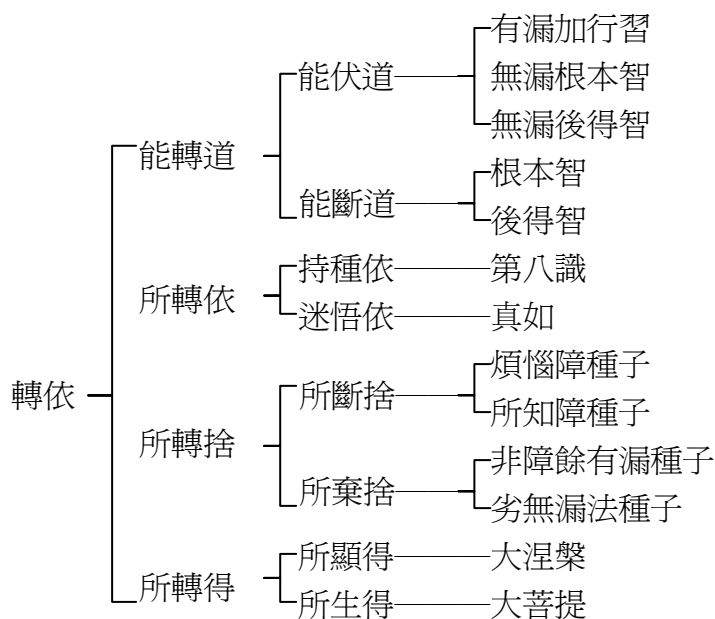 有漏加行習
能伏道
無漏根本智
無漏後得智
能轉道
根本智
能斷道
後得智
持種依
第八識
所轉依
迷悟依
真如
轉依
煩惱障種子
所斷捨
所知障種子
所轉捨
非障餘有漏種子
所棄捨
劣無漏法種子
所顯得
大涅槃
所轉得
所生得
大菩提